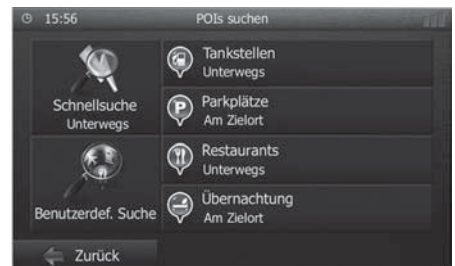 15:56 POIs suchen
Schnellsuche
Unterwegs
Benutzerdef. Suche
Tankstellen
Unterwegs
P Parkplätze
Am Zielort
Restaurants
Unterwegs
Übernachtung
Am Zielort
Zurück